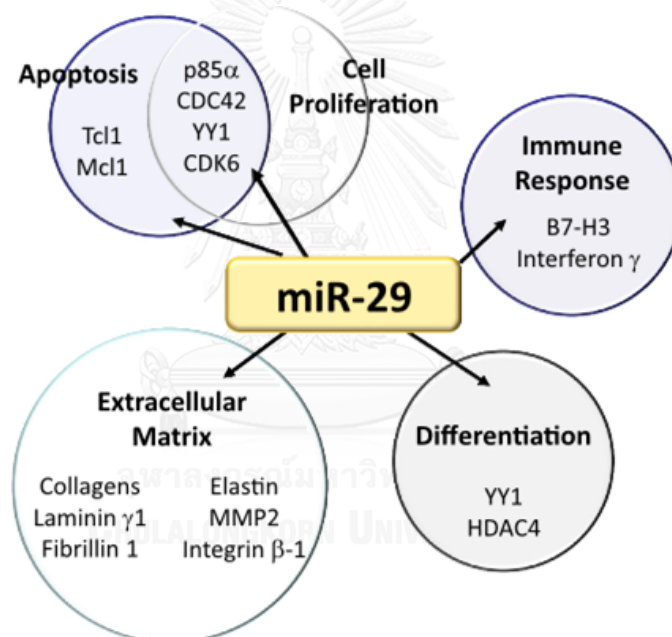 Apoptosis
Tcl1
Mcl1
p85α
CDC42
YY1
CDK6
Cell
Proliferation
Immune
Response
B7-H3
Interferon γ
miR-29
Extracellular
Matrix
Collagens
Laminin γ1
Fibrillin 1
Elastin
MMP2
Integrin β-1
Differentiation
YY1
HDAC4